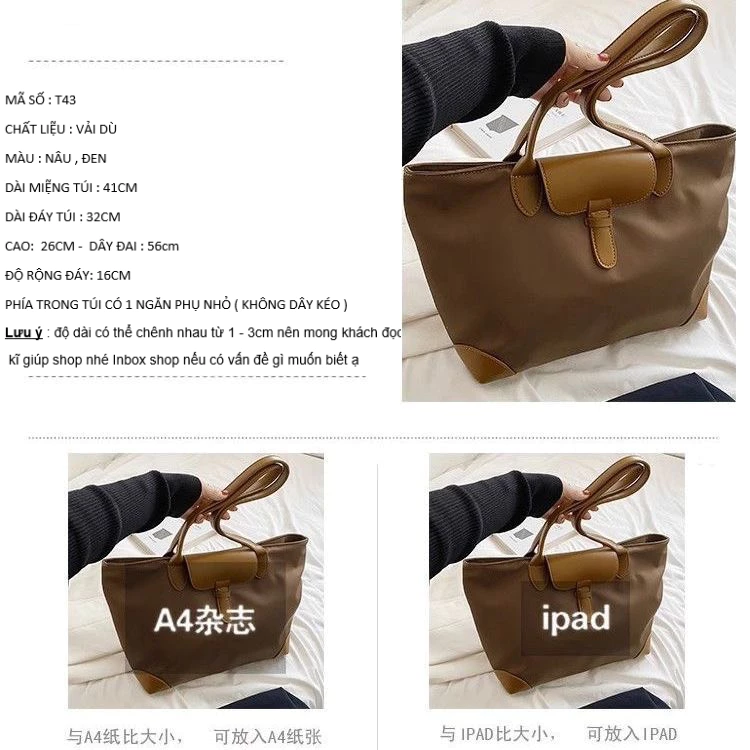 MÃ SỐ : T43
CHẤT LIỆU : VẢI DÙ
MÀU : NÂU , ĐEN
DÀI MIỆNG TÚI : 41CM
DÀI ĐÁY TÚI : 32CM
CAO: 26CM - DÂY ĐAI : 56cm
ĐỘ RỘNG ĐÁY: 16CM
PHÍA TRONG TÚI CÓ 1 NGĂN PHỤ NHỎ ( KHÔNG DÂY KÉO )
Lưu ý : độ dài có thể chênh nhau từ 1 - 3cm nên mong khách đọc
kĩ giúp shop nhé Inbox shop nếu có vấn đề gì muốn biết ạ
A4杂志
ipad
与A4纸比大小， 可放入A4纸张
与IPAD比大小， 可放入IPAD